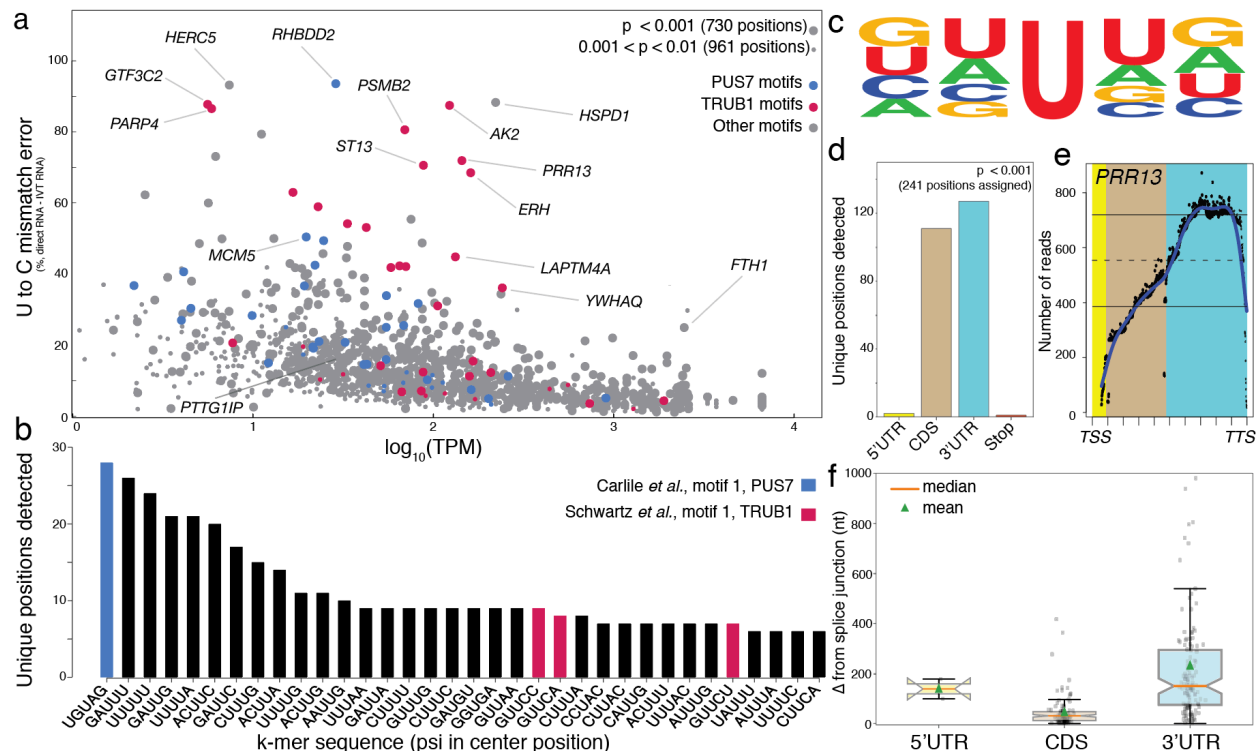 a
U to C mismatch error
(%, direct RNA - IVT RNA)
100
80
60
40
20
0
HERC5
RHBDD2
GTF3C2
PARP4
PSMB2
ST13
AK2
HSPD1
PRR13
ERH
MCM5
LAPTM4A
YWHAQ
FTH1
PTTG1IP
p < 0.001 (730 positions)
0.001 < p < 0.01 (961 positions)
PUS7 motifs
TRUB1 motifs
Other motifs
0 1 2 3 4
log10(TPM)
b
Unique positions detected
30
20
10
0
Carlile et al., motif 1, PUS7
Schwartz et al., motif 1, TRUB1
UGUAG
GAUUU
UUUUU
GAUUG
UUUUA
ACUUC
GAUUC
CUUUG
ACUUA
UUUUG
ACUUG
AAUUG
UUUAA
GAUUA
CUUUU
GUUUG
CUUUC
GAUGU
GGUGA
GUUAA
GUUCC
GUUCA
CUUUA
CCUAC
CUUAC
CAUUG
ACUUU
UUUAC
AUUUG
GUUCU
UAUUU
AUUUA
UUUUC
CUUCA
k-mer sequence (psi in center position)
c
G U U U G
U A A A
C C G U
A G C C
d
p < 0.001
(241 positions assigned)
Unique positions detected
120
80
40
0
5'UTR
CDS
3'UTR
Stop
e
PRR13
Number of reads
800
600
400
200
0
TSS
TTS
f
median
mean
Δ from splice junction (nt)
1000
800
600
400
200
0
5'UTR
CDS
3'UTR